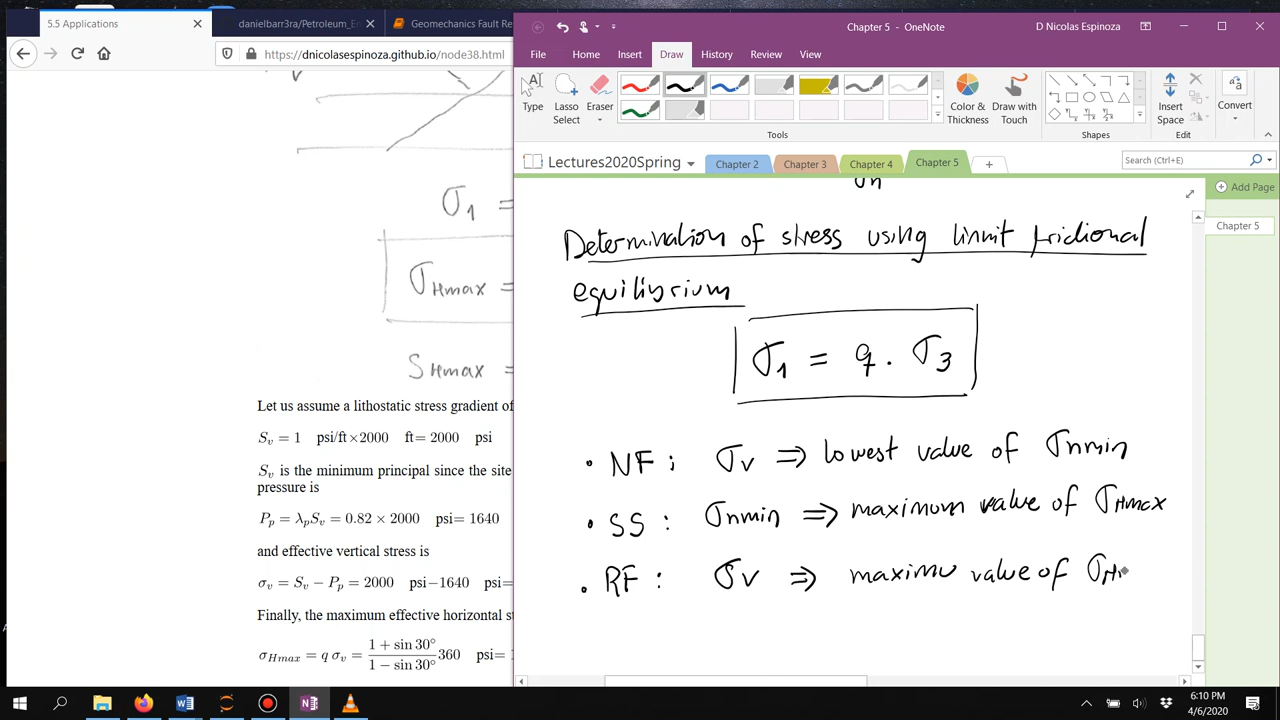 5.5 Applications
danielbarr3ra/Petroleum_E
Geomechanics Fault Re
https://dnicolasespinoza.github.io/node38.html
σ1 =
σHmax =
SHmax =
Let us assume a lithostatic stress gradient of
Sv = 1 psi/ft×2000 ft= 2000 psi
Sv is the minimum principal since the site
pressure is
Pp = λpSv = 0.82 × 2000 psi= 1640
and effective vertical stress is
σv = Sv − Pp = 2000 psi−1640 psi=
Finally, the maximum effective horizontal st
σHmax = q σv = (1 + sin 30°)/(1 − sin 30°) 360 psi=
Chapter 5 - OneNote
D Nicolas Espinoza
File Home Insert Draw History Review View
Type
Lasso Select
Eraser
Color & Thickness
Draw with Touch
Insert Space
Convert
Tools Shapes Edit
Lectures2020Spring
Chapter 2 Chapter 3 Chapter 4 Chapter 5
Search (Ctrl+E)
Add Page
Chapter 5
σn
Determination of stress using limit frictional
equilibrium
σ1 = q · σ3
• NF : σv ⇒ lowest value of σhmin
• SS : σhmin ⇒ maximum value of σHmax
• RF : σv ⇒ maximu value of σH
6:10 PM
4/6/2020